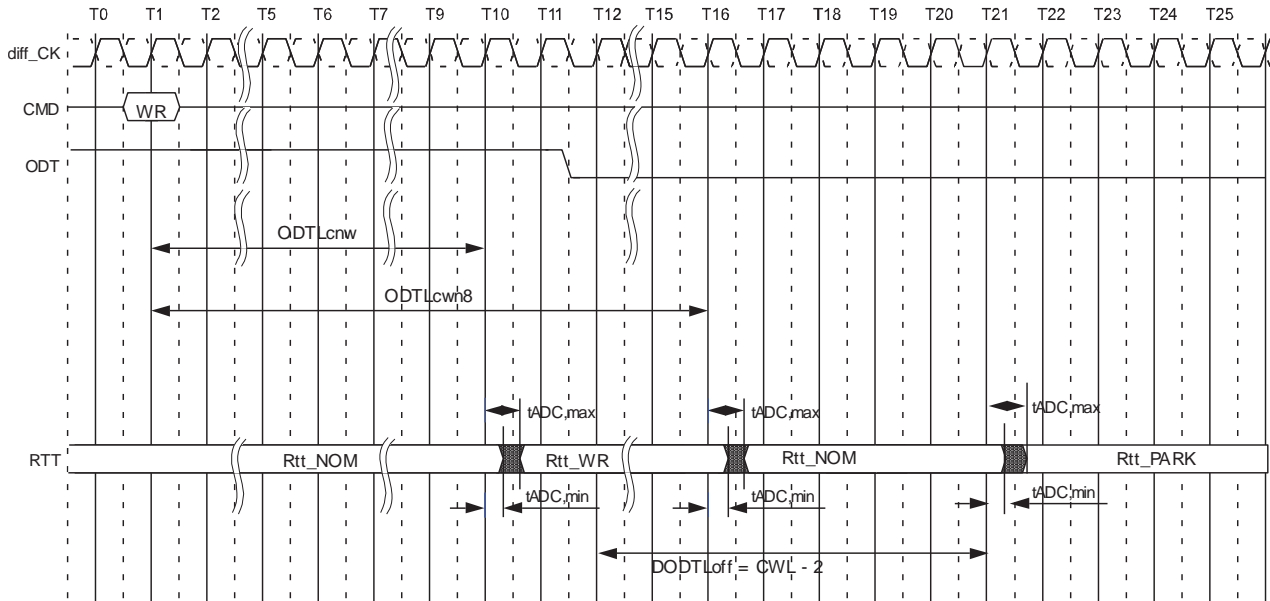 T0 T1 T2 T5 T6 T7 T9 T10 T11 T12 T15 T16 T17 T18 T19 T20 T21 T22 T23 T24 T25
diff_CK
CMD WR
ODT
ODTLcnw
ODTLcwn8
tADC,max tADC,max tADC,max
RTT Rtt_NOM Rtt_WR Rtt_NOM Rtt_PARK
tADC,min tADC,min tADC,min
DODTLoff = CWL - 2